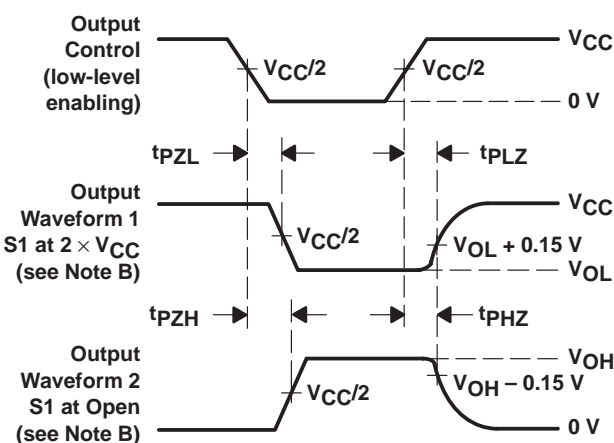 Output
Control
(low-level
enabling)
VCC/2
VCC/2
VCC
0 V
tPZL
tPLZ
Output
Waveform 1
S1 at 2 × VCC
(see Note B)
VCC/2
VCC
VOL + 0.15 V
VOL
tPZH
tPHZ
Output
Waveform 2
S1 at Open
(see Note B)
VCC/2
VOH
VOH – 0.15 V
0 V